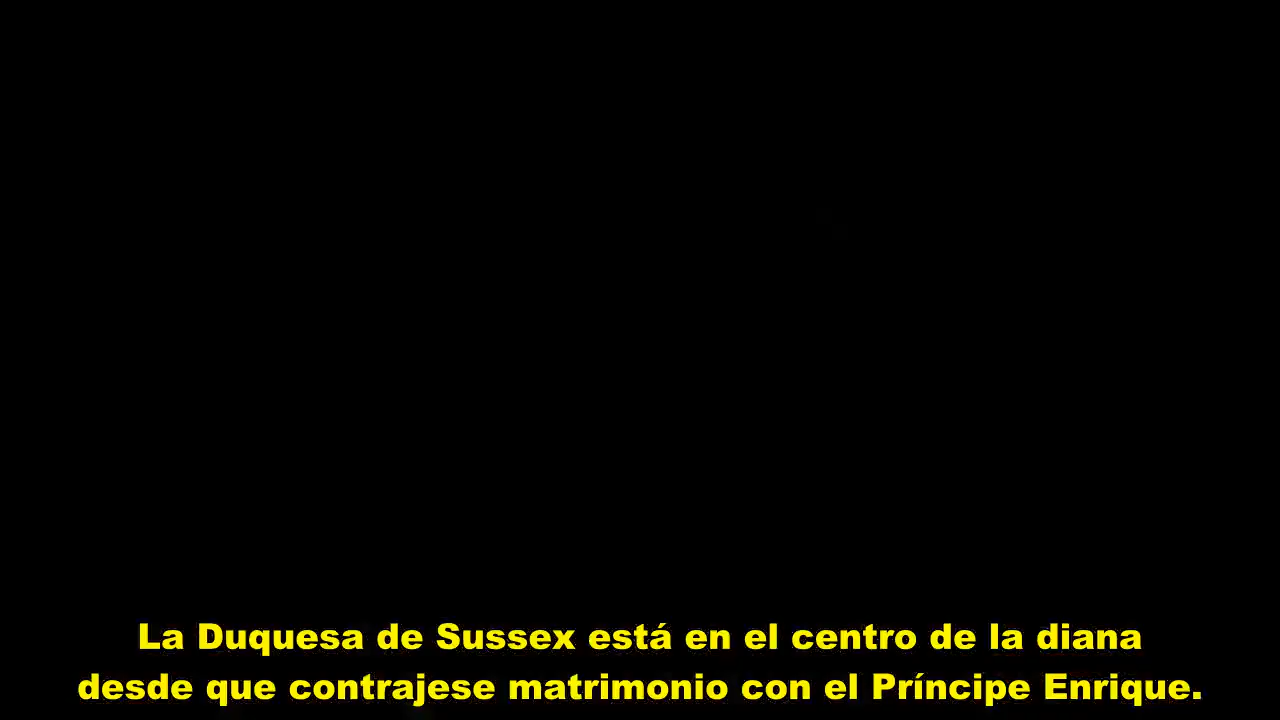 La Duquesa de Sussex está en el centro de la diana
desde que contrajese matrimonio con el Príncipe Enrique.